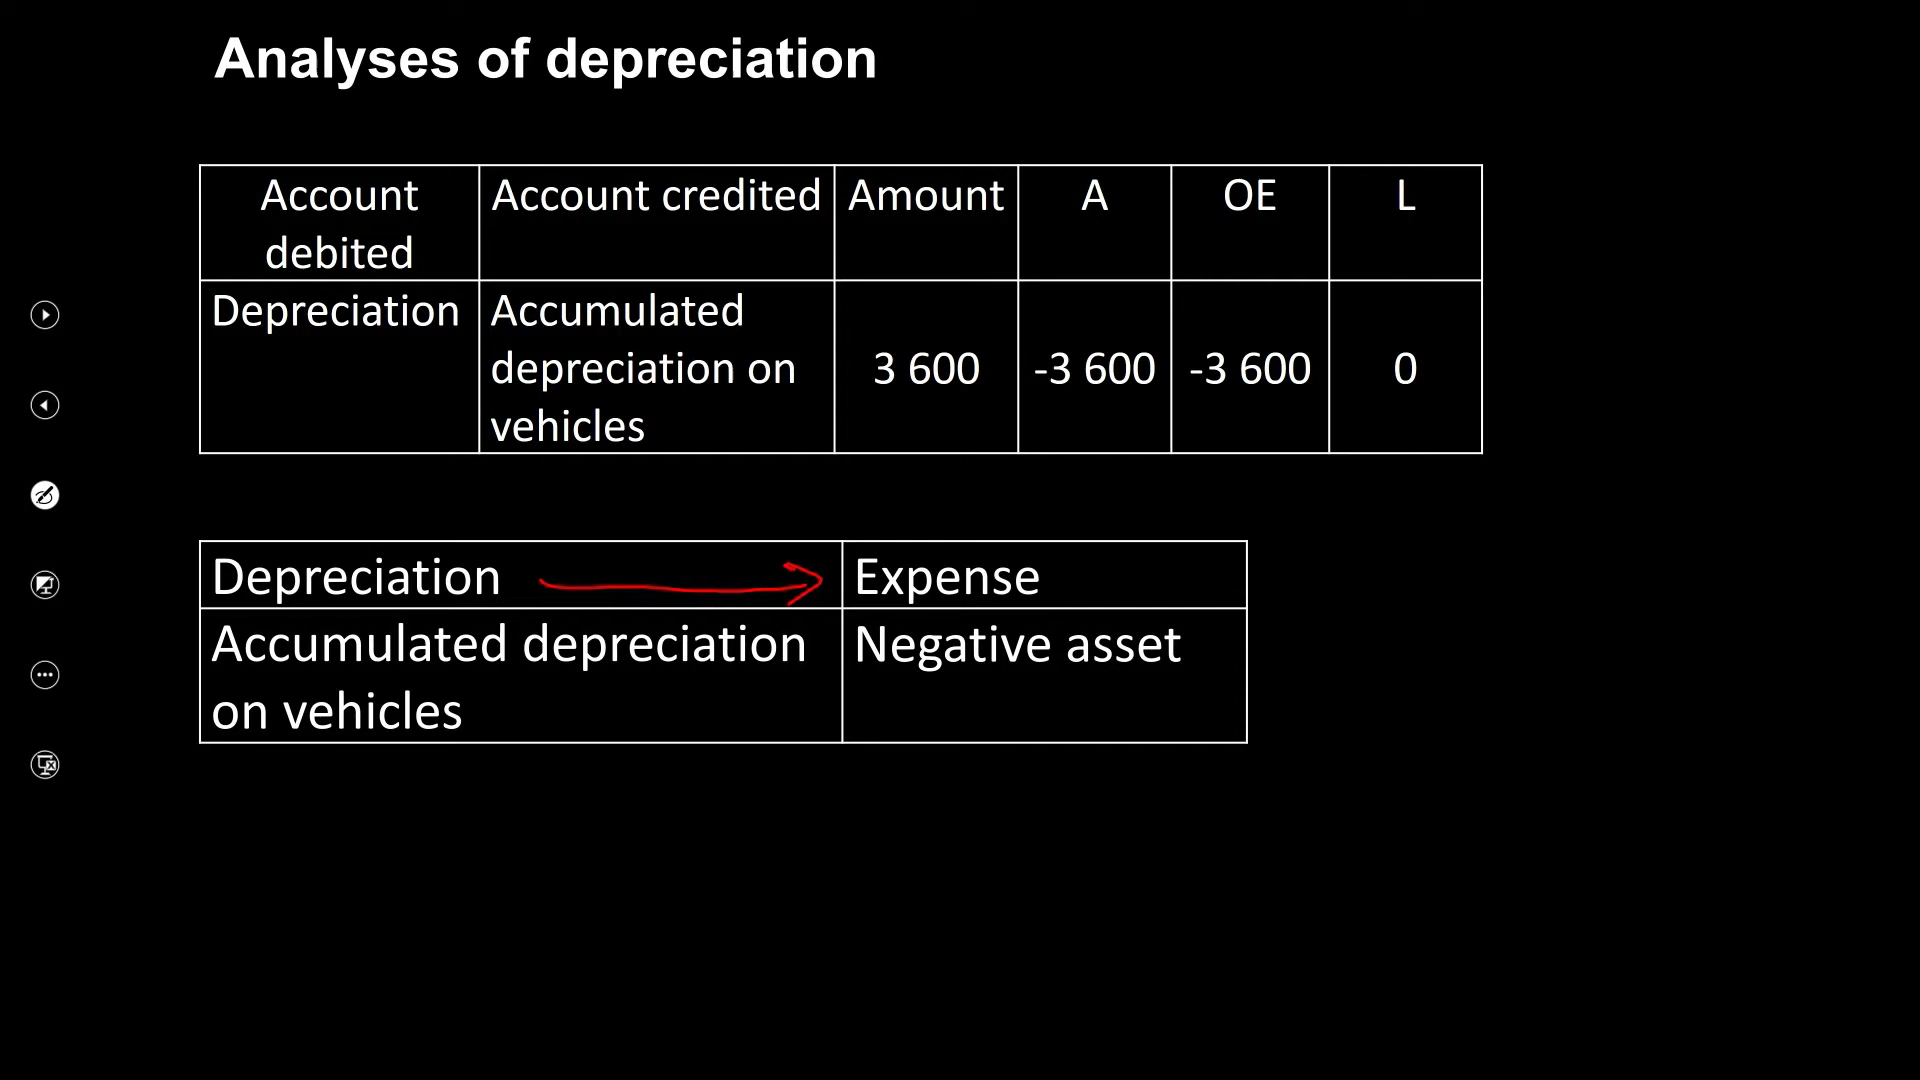 Analyses of depreciation
Account debited Account credited Amount A OE L
Depreciation Accumulated depreciation on vehicles 3 600 -3 600 -3 600 0
Depreciation Expense
Accumulated depreciation on vehicles Negative asset